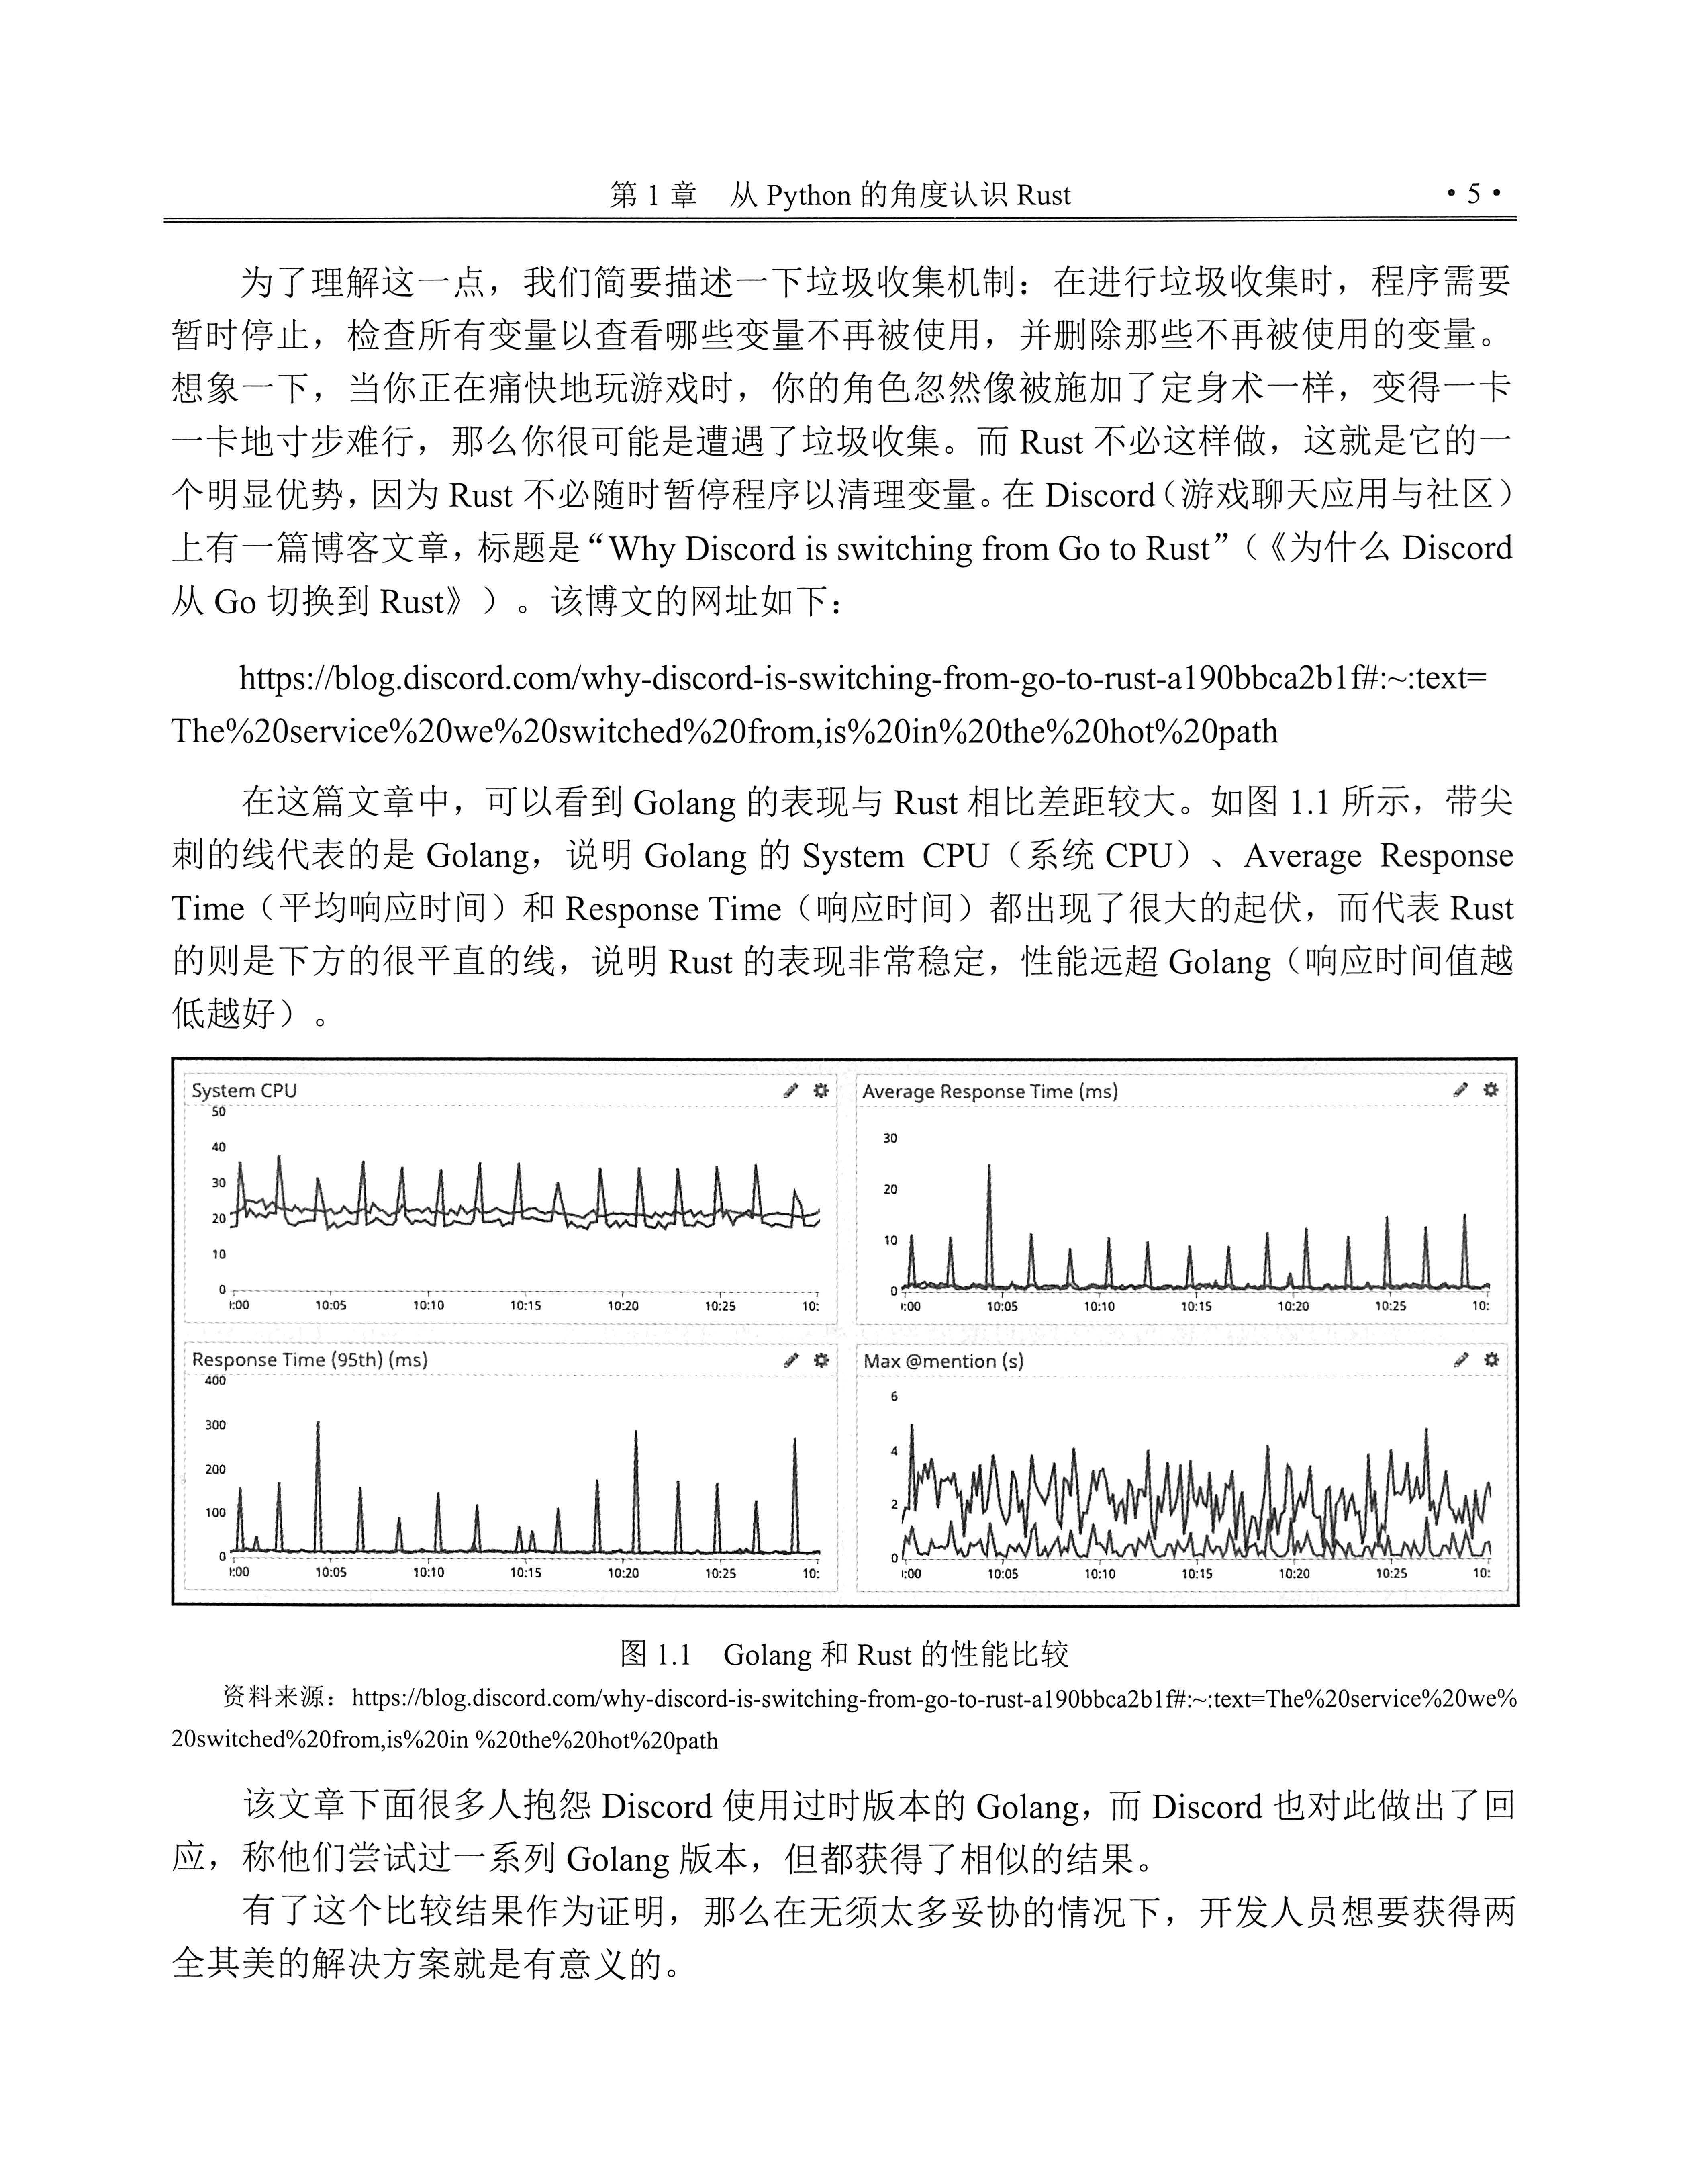 第 1 章　从 Python 的角度认识 Rust　• 5 •
为了理解这一点，我们简要描述一下垃圾收集机制：在进行垃圾收集时，程序需要
暂时停止，检查所有变量以查看哪些变量不再被使用，并删除那些不再被使用的变量。
想象一下，当你正在痛快地玩游戏时，你的角色忽然像被施加了定身术一样，变得一卡
一卡地寸步难行，那么你很可能是遭遇了垃圾收集。而 Rust 不必这样做，这就是它的一
个明显优势，因为 Rust 不必随时暂停程序以清理变量。在 Discord（游戏聊天应用与社区）
上有一篇博客文章，标题是“Why Discord is switching from Go to Rust”（《为什么 Discord
从 Go 切换到 Rust》）。该博文的网址如下：
https://blog.discord.com/why-discord-is-switching-from-go-to-rust-a190bbca2b1f#:~:text=
The%20service%20we%20switched%20from,is%20in%20the%20hot%20path
在这篇文章中，可以看到 Golang 的表现与 Rust 相比差距较大。如图 1.1 所示，带尖
刺的线代表的是 Golang，说明 Golang 的 System CPU（系统 CPU）、Average Response
Time（平均响应时间）和 Response Time（响应时间）都出现了很大的起伏，而代表 Rust
的则是下方的很平直的线，说明 Rust 的表现非常稳定，性能远超 Golang（响应时间值越
低越好）。
System CPU
50
40
30
20
10
0
1:00 10:05 10:10 10:15 10:20 10:25 10:
Average Response Time (ms)
30
20
10
0
1:00 10:05 10:10 10:15 10:20 10:25 10:
Response Time (95th) (ms)
400
300
200
100
0
1:00 10:05 10:10 10:15 10:20 10:25 10:
Max @mention (s)
6
4
2
0
1:00 10:05 10:10 10:15 10:20 10:25 10:
图 1.1　Golang 和 Rust 的性能比较
资料来源：https://blog.discord.com/why-discord-is-switching-from-go-to-rust-a190bbca2b1f#:~:text=The%20service%20we%
20switched%20from,is%20in %20the%20hot%20path
该文章下面很多人抱怨 Discord 使用过时版本的 Golang，而 Discord 也对此做出了回
应，称他们尝试过一系列 Golang 版本，但都获得了相似的结果。
有了这个比较结果作为证明，那么在无须太多妥协的情况下，开发人员想要获得两
全其美的解决方案就是有意义的。